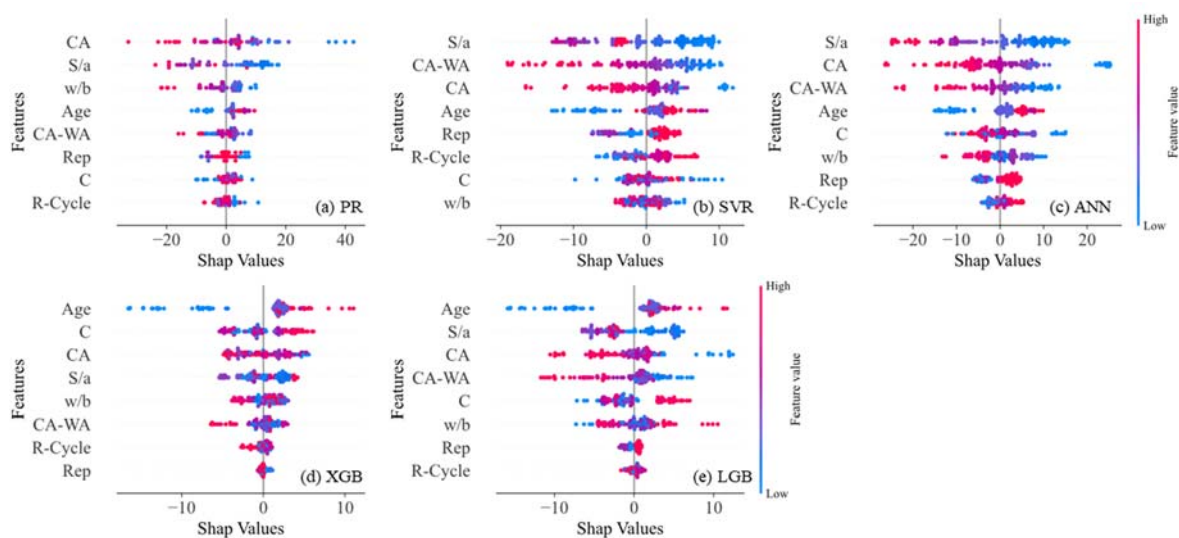 Features
CA
S/a
w/b
Age
CA-WA
Rep
C
R-Cycle
(a) PR
−20 0 20 40
Shap Values
Features
S/a
CA-WA
CA
Age
Rep
R-Cycle
C
w/b
(b) SVR
−20 −10 0 10
Shap Values
Features
S/a
CA
CA-WA
Age
C
w/b
Rep
R-Cycle
(c) ANN
−20 −10 0 10 20
Shap Values
High
Feature value
Low
Features
Age
C
CA
S/a
w/b
CA-WA
R-Cycle
Rep
(d) XGB
−10 0 10
Shap Values
Features
Age
S/a
CA
CA-WA
C
w/b
Rep
R-Cycle
(e) LGB
−10 0 10
Shap Values
High
Feature value
Low